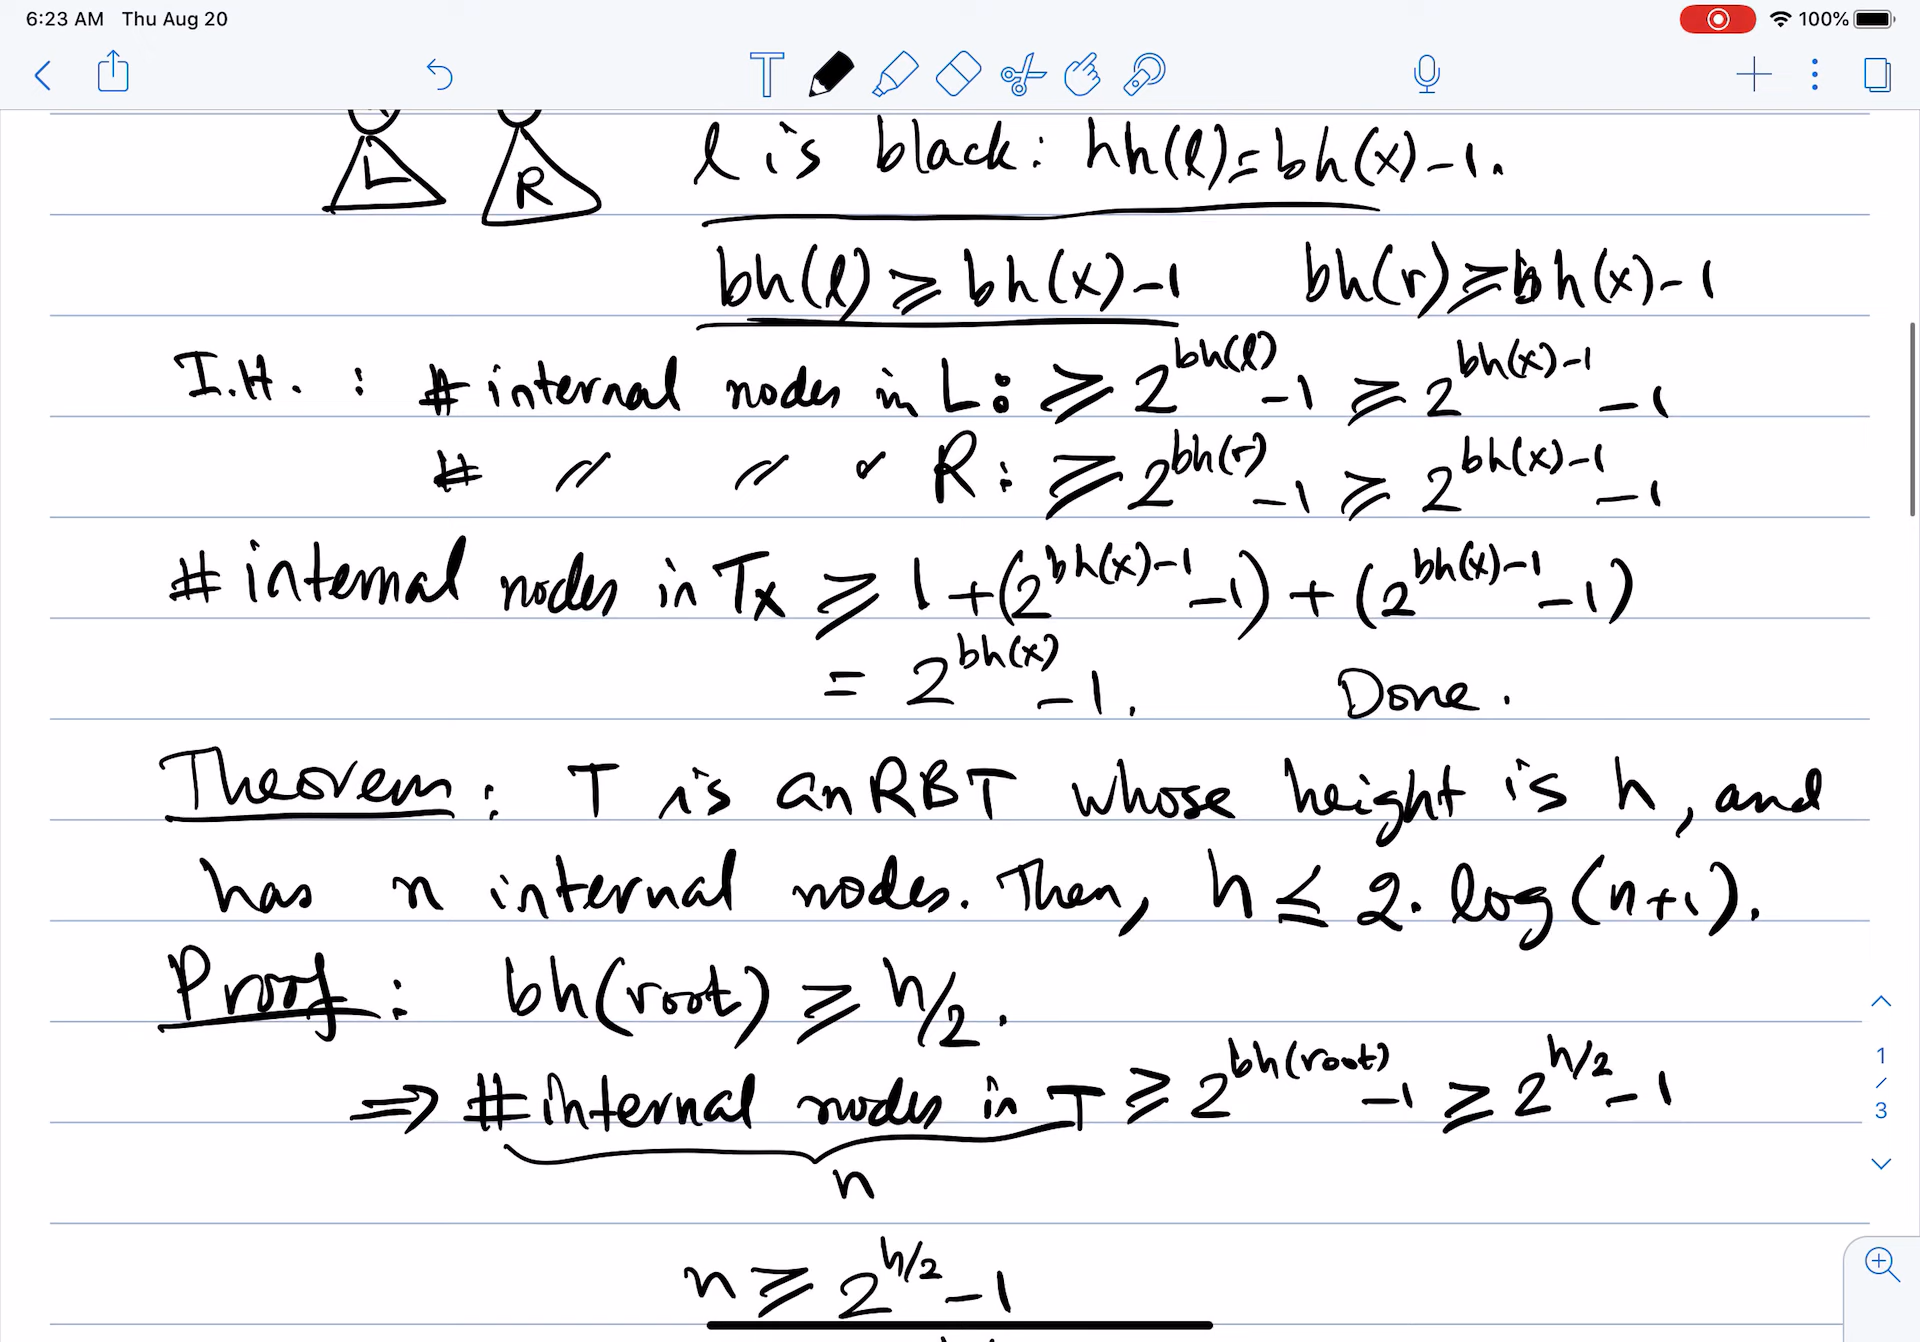 6:23 AM Thu Aug 20 100%
L R l is black: hh(l)=bh(x)-1.
bh(l) ⩾ bh(x)-1 bh(r) ⩾ bh(x)-1
I.H. : # internal nodes in L: ⩾ 2^bh(l) -1 ⩾ 2^bh(x)-1 -1
# 〃 〃 〃 R: ⩾ 2^bh(r) -1 ⩾ 2^bh(x)-1 -1
# internal nodes in Tx ⩾ 1+(2^bh(x)-1 -1)+(2^bh(x)-1 -1)
= 2^bh(x) -1. Done.
Theorem: T is an RBT whose height is h, and
has n internal nodes. Then, h ≤ 2. log(n+1).
Proof: bh(root) ⩾ h/2.
⇒ # internal nodes in T ⩾ 2^bh(root) -1 ⩾ 2^h/2 -1
n
n ⩾ 2^h/2 -1
1
/
3